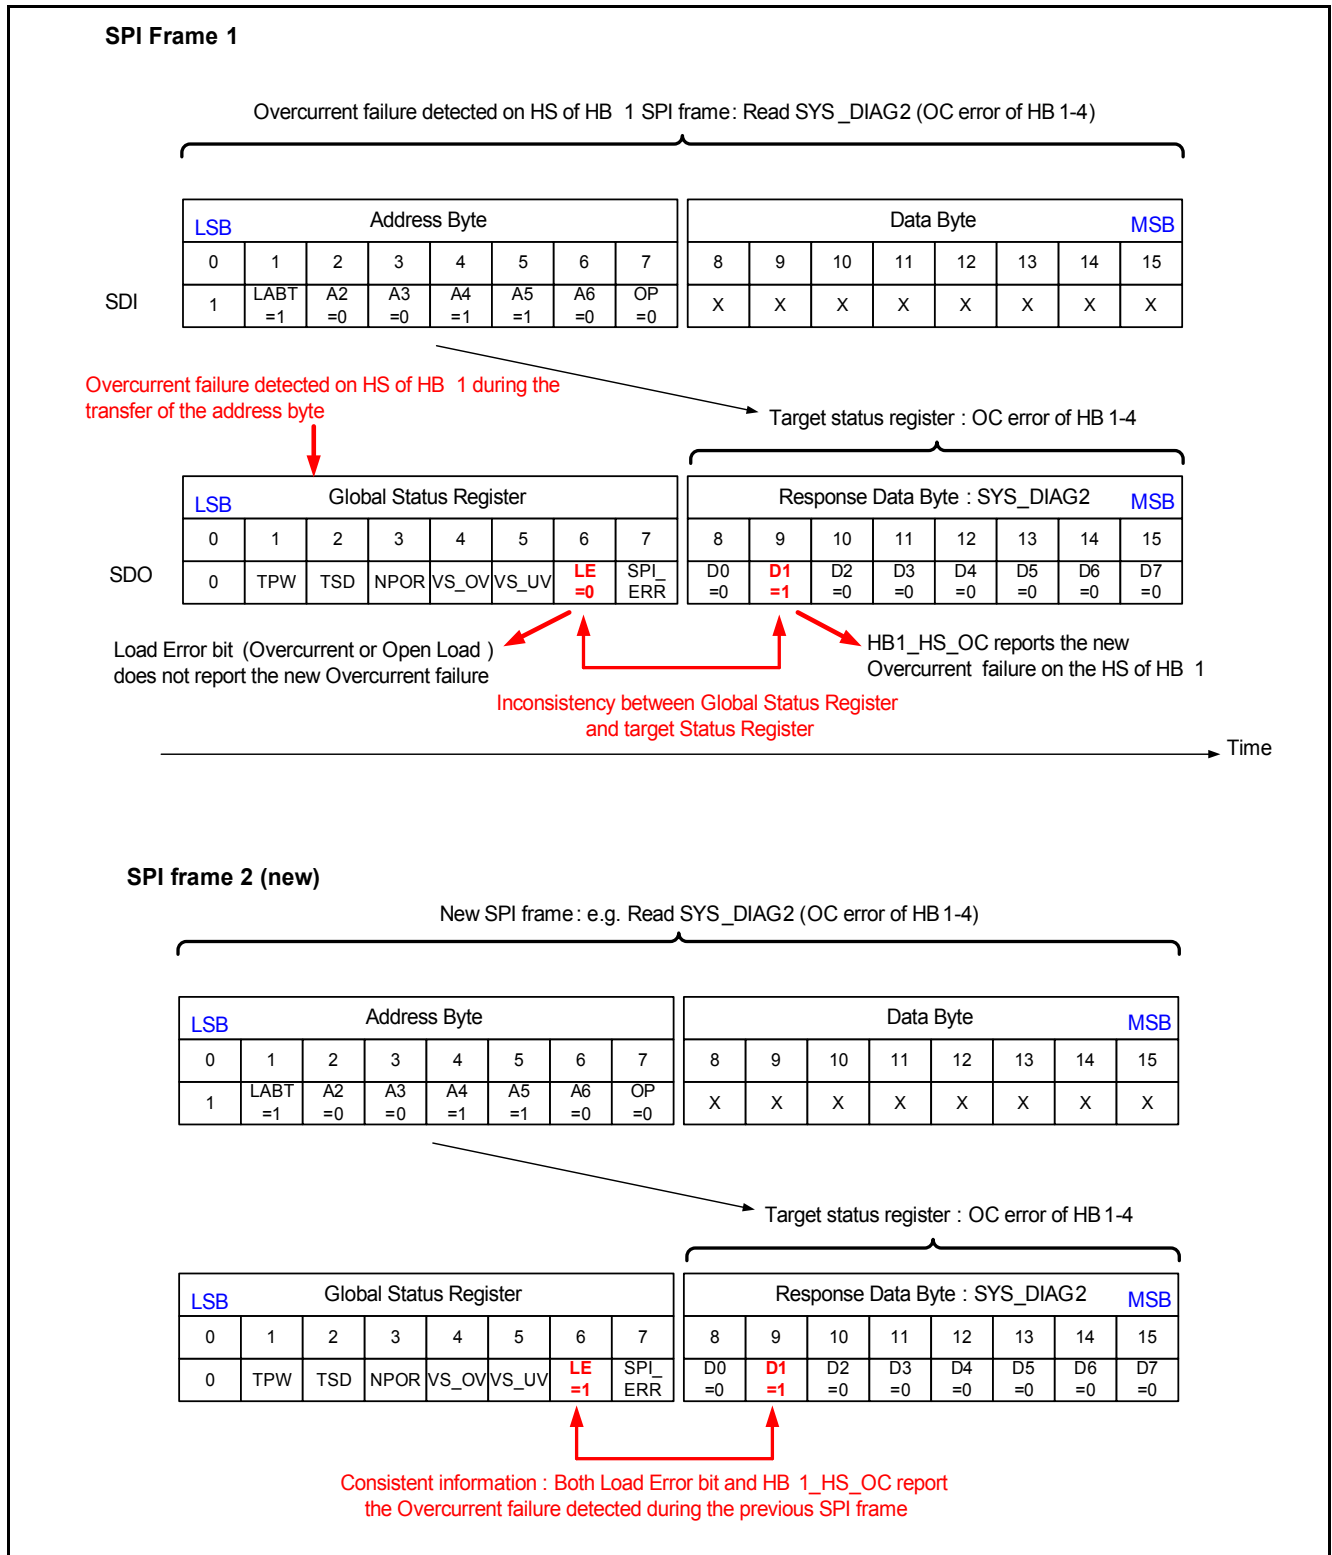 SPI Frame 1
Overcurrent failure detected on HS of HB 1 SPI frame: Read SYS_DIAG2 (OC error of HB 1-4)
LSB Address Byte Data Byte MSB
0 1 2 3 4 5 6 7 8 9 10 11 12 13 14 15
SDI
1 LABT =1 A2 =0 A3 =0 A4 =1 A5 =1 A6 =0 OP =0 X X X X X X X X
Overcurrent failure detected on HS of HB 1 during the
transfer of the address byte
Target status register : OC error of HB 1-4
LSB Global Status Register Response Data Byte : SYS_DIAG2 MSB
0 1 2 3 4 5 6 7 8 9 10 11 12 13 14 15
SDO
0 TPW TSD NPOR VS_OV VS_UV LE =0 SPI_ ERR D0 =0 D1 =1 D2 =0 D3 =0 D4 =0 D5 =0 D6 =0 D7 =0
Load Error bit (Overcurrent or Open Load )
does not report the new Overcurrent failure
HB1_HS_OC reports the new
Overcurrent failure on the HS of HB 1
Inconsistency between Global Status Register
and target Status Register
Time
SPI frame 2 (new)
New SPI frame : e.g. Read SYS_DIAG2 (OC error of HB 1-4)
LSB Address Byte Data Byte MSB
0 1 2 3 4 5 6 7 8 9 10 11 12 13 14 15
1 LABT =1 A2 =0 A3 =0 A4 =1 A5 =1 A6 =0 OP =0 X X X X X X X X
Target status register : OC error of HB 1-4
LSB Global Status Register Response Data Byte : SYS_DIAG2 MSB
0 1 2 3 4 5 6 7 8 9 10 11 12 13 14 15
0 TPW TSD NPOR VS_OV VS_UV LE =1 SPI_ ERR D0 =0 D1 =1 D2 =0 D3 =0 D4 =0 D5 =0 D6 =0 D7 =0
Consistent information : Both Load Error bit and HB 1_HS_OC report
the Overcurrent failure detected during the previous SPI frame